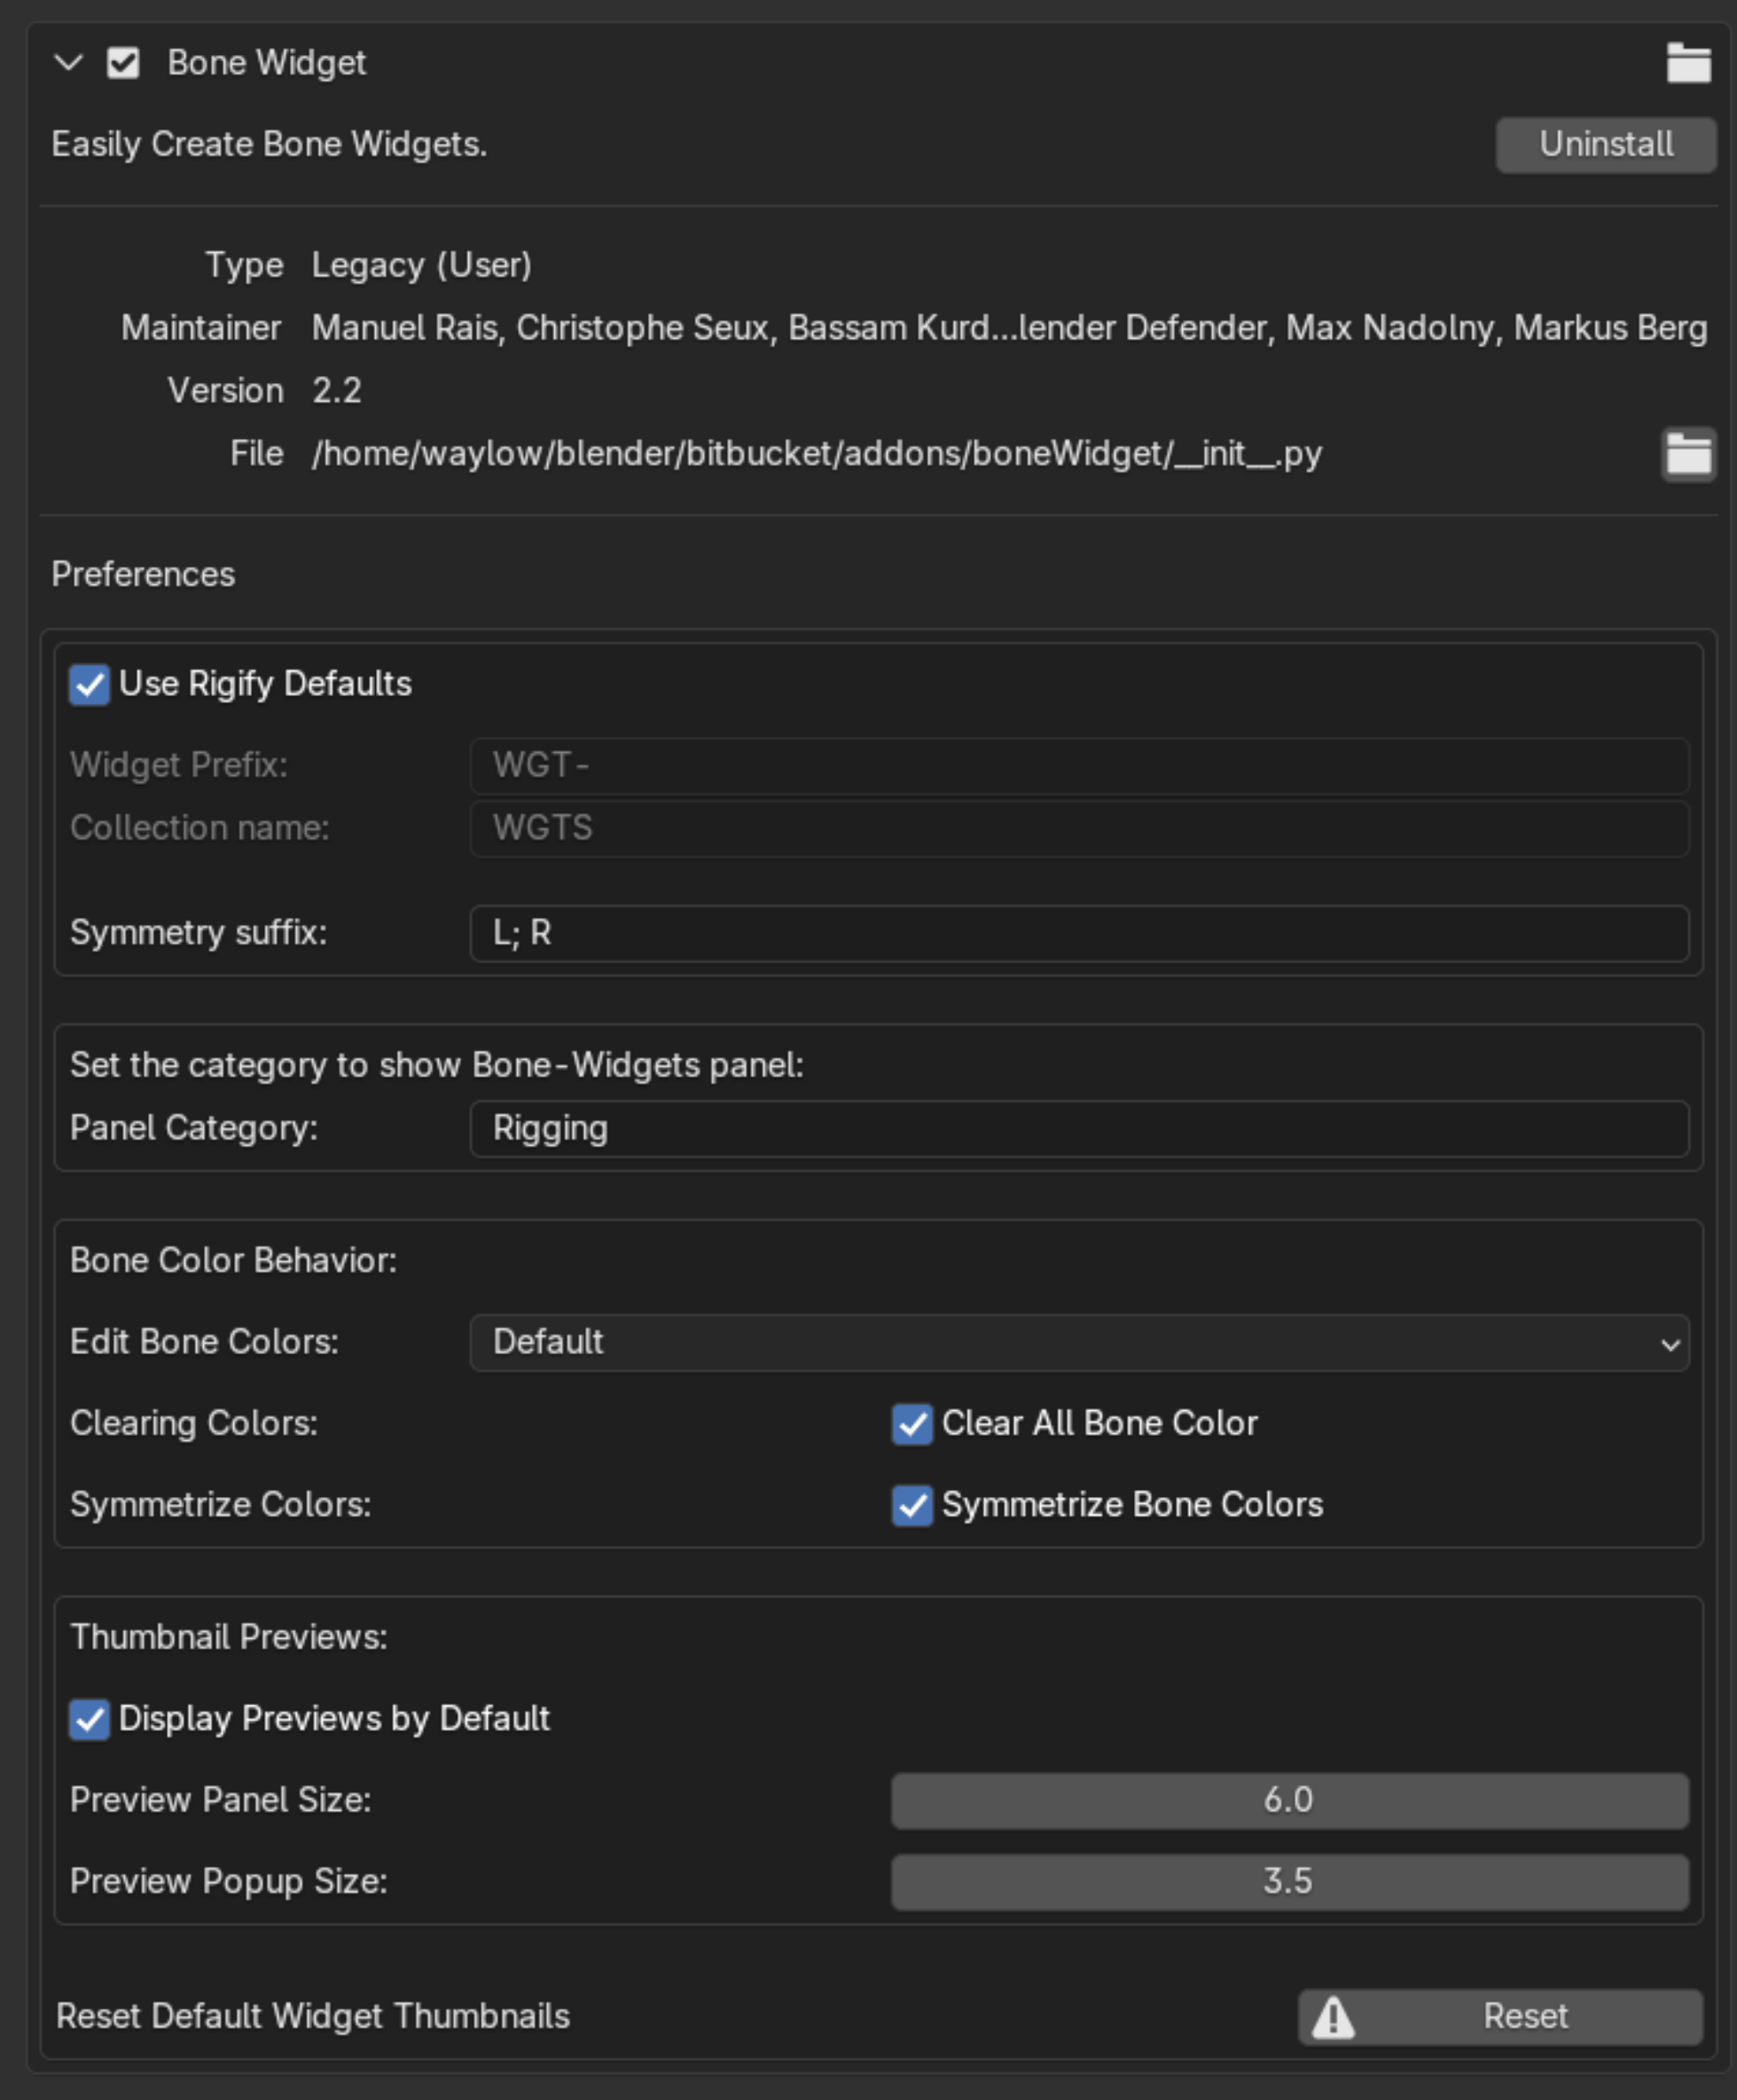 Bone Widget
Easily Create Bone Widgets.
Uninstall
Type Legacy (User)
Maintainer Manuel Rais, Christophe Seux, Bassam Kurd...lender Defender, Max Nadolny, Markus Berg
Version 2.2
File /home/waylow/blender/bitbucket/addons/boneWidget/__init__.py
Preferences
Use Rigify Defaults
Widget Prefix: WGT-
Collection name: WGTS
Symmetry suffix: L; R
Set the category to show Bone-Widgets panel:
Panel Category: Rigging
Bone Color Behavior:
Edit Bone Colors: Default
Clearing Colors: Clear All Bone Color
Symmetrize Colors: Symmetrize Bone Colors
Thumbnail Previews:
Display Previews by Default
Preview Panel Size: 6.0
Preview Popup Size: 3.5
Reset Default Widget Thumbnails Reset